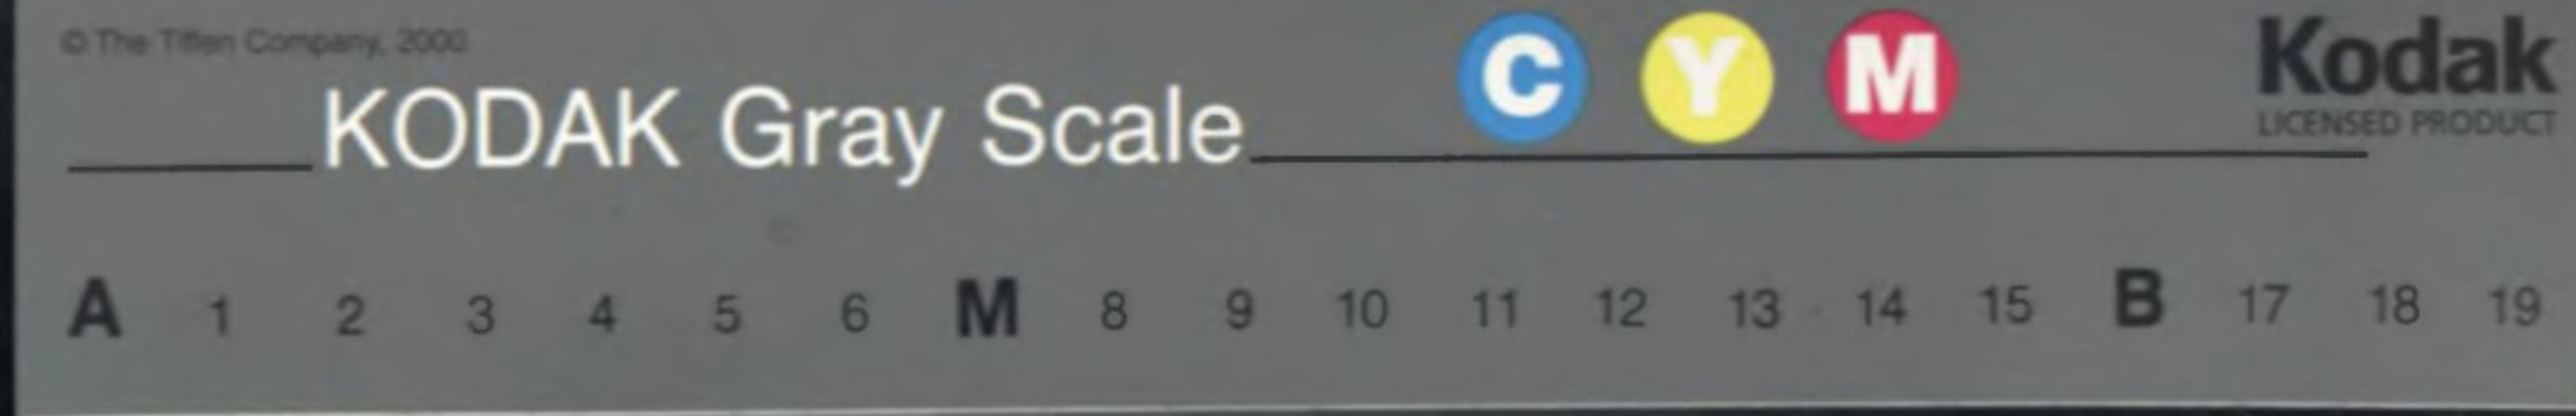 © The Tiffen Company, 2000
KODAK Gray Scale
C Y M
Kodak
LICENSED PRODUCT
A 1 2 3 4 5 6 M 8 9 10 11 12 13 14 15 B 17 18 19